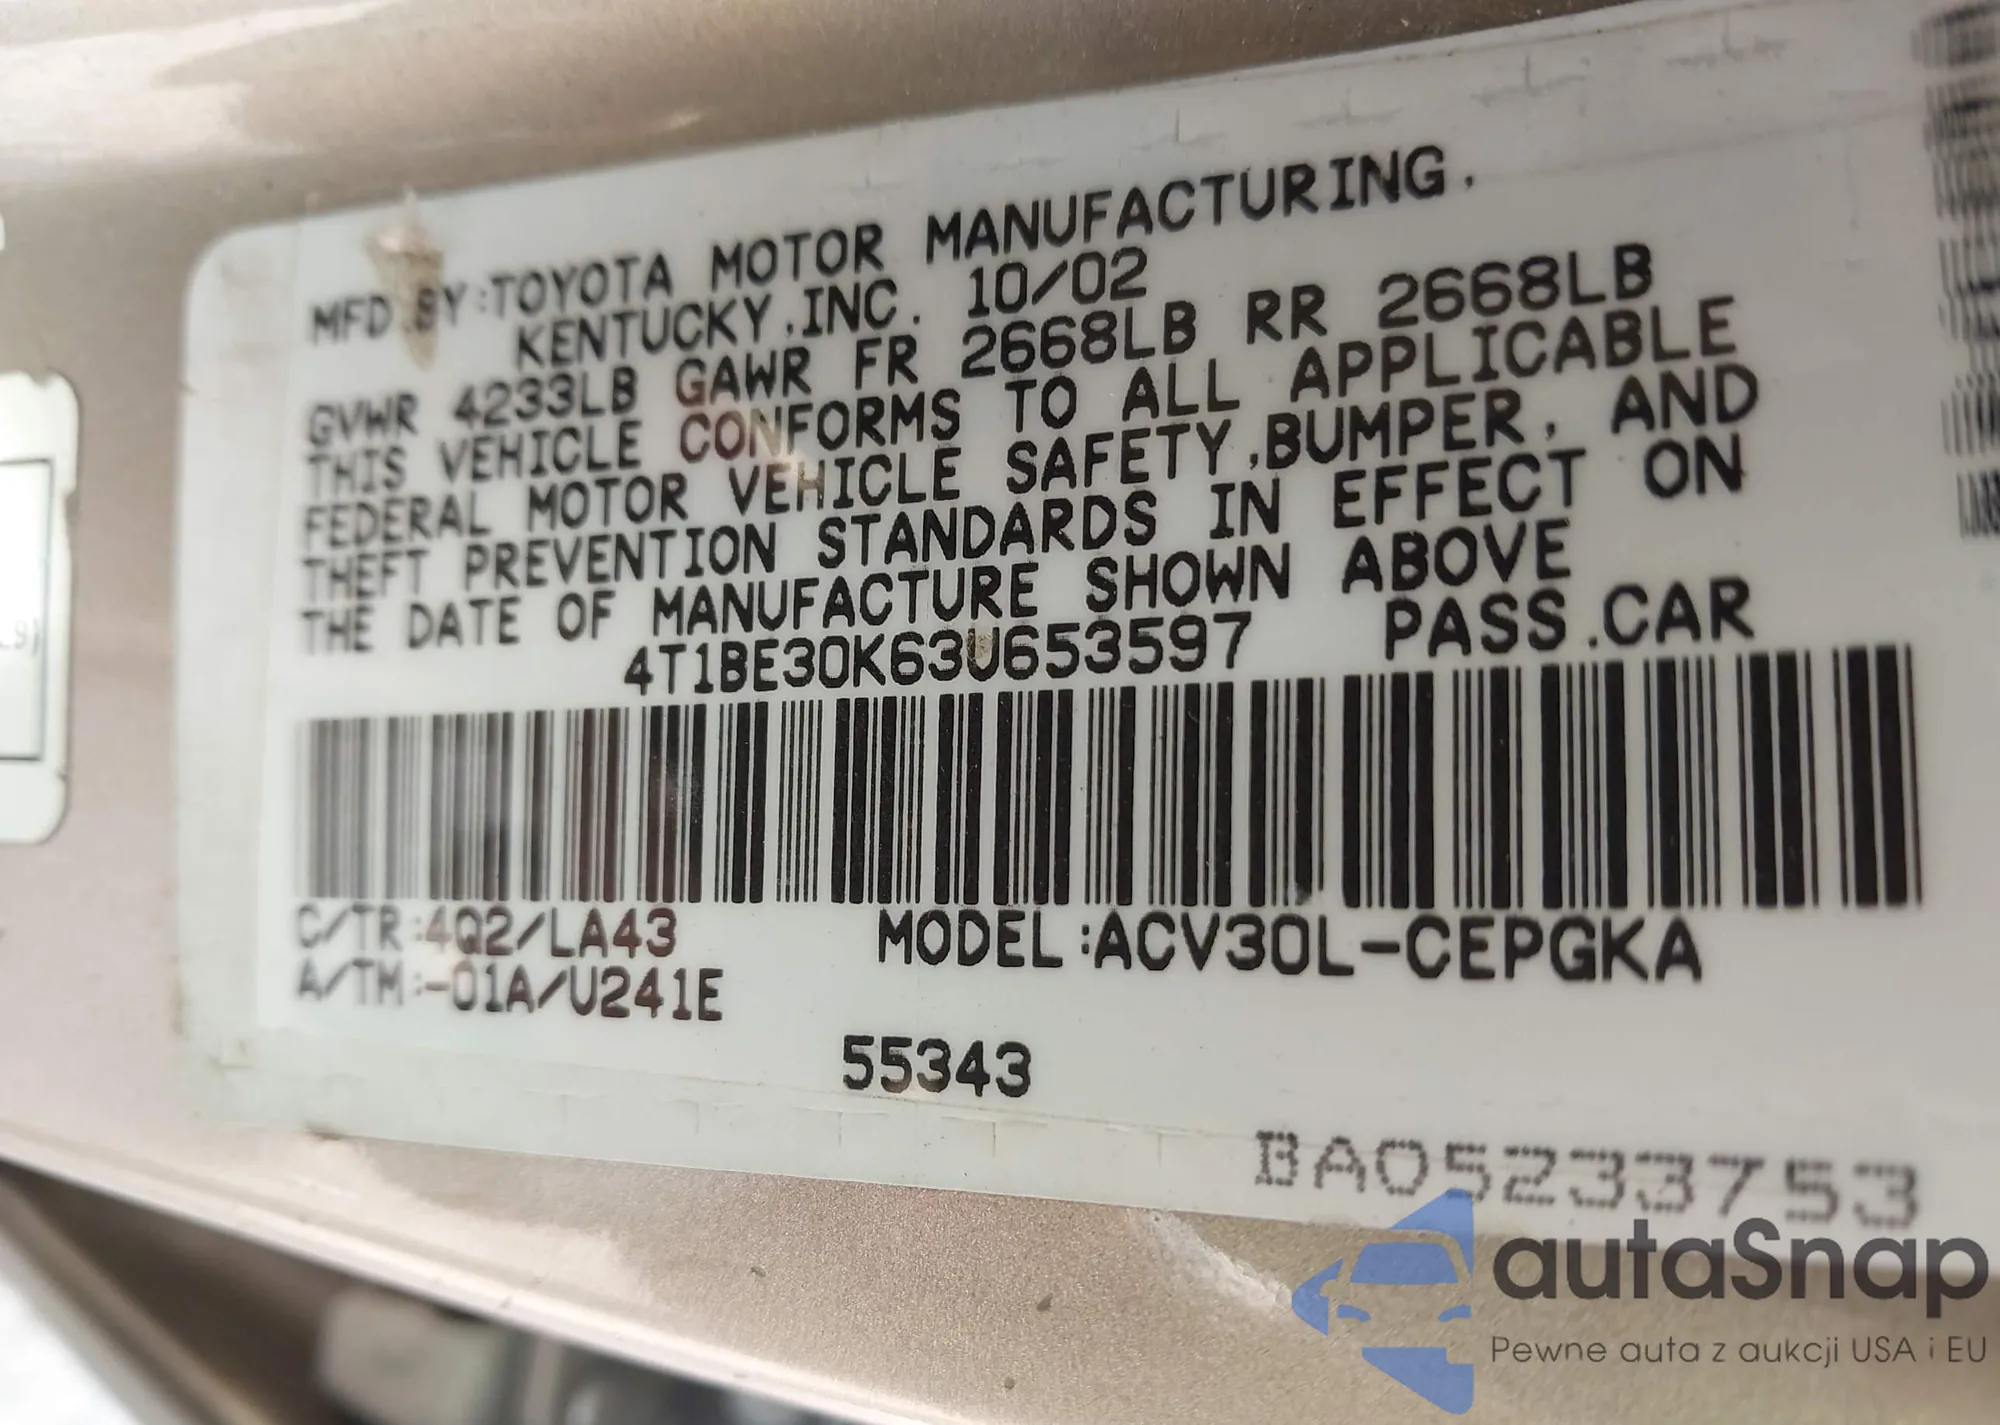 MFD.BY:TOYOTA MOTOR MANUFACTURING.
KENTUCKY,INC. 10/02
GVWR 4233LB GAWR FR 2668LB RR 2668LB
THIS VEHICLE CONFORMS TO ALL APPLICABLE
FEDERAL MOTOR VEHICLE SAFETY,BUMPER, AND
THEFT PREVENTION STANDARDS IN EFFECT ON
THE DATE OF MANUFACTURE SHOWN ABOVE
4T1BE30K63U653597 PASS.CAR
C/TR:4Q2/LA43 MODEL:ACV30L-CEPGKA
A/TM:-01A/U241E
55343
BA05233753
autaSnap
Pewne auta z aukcji USA i EU